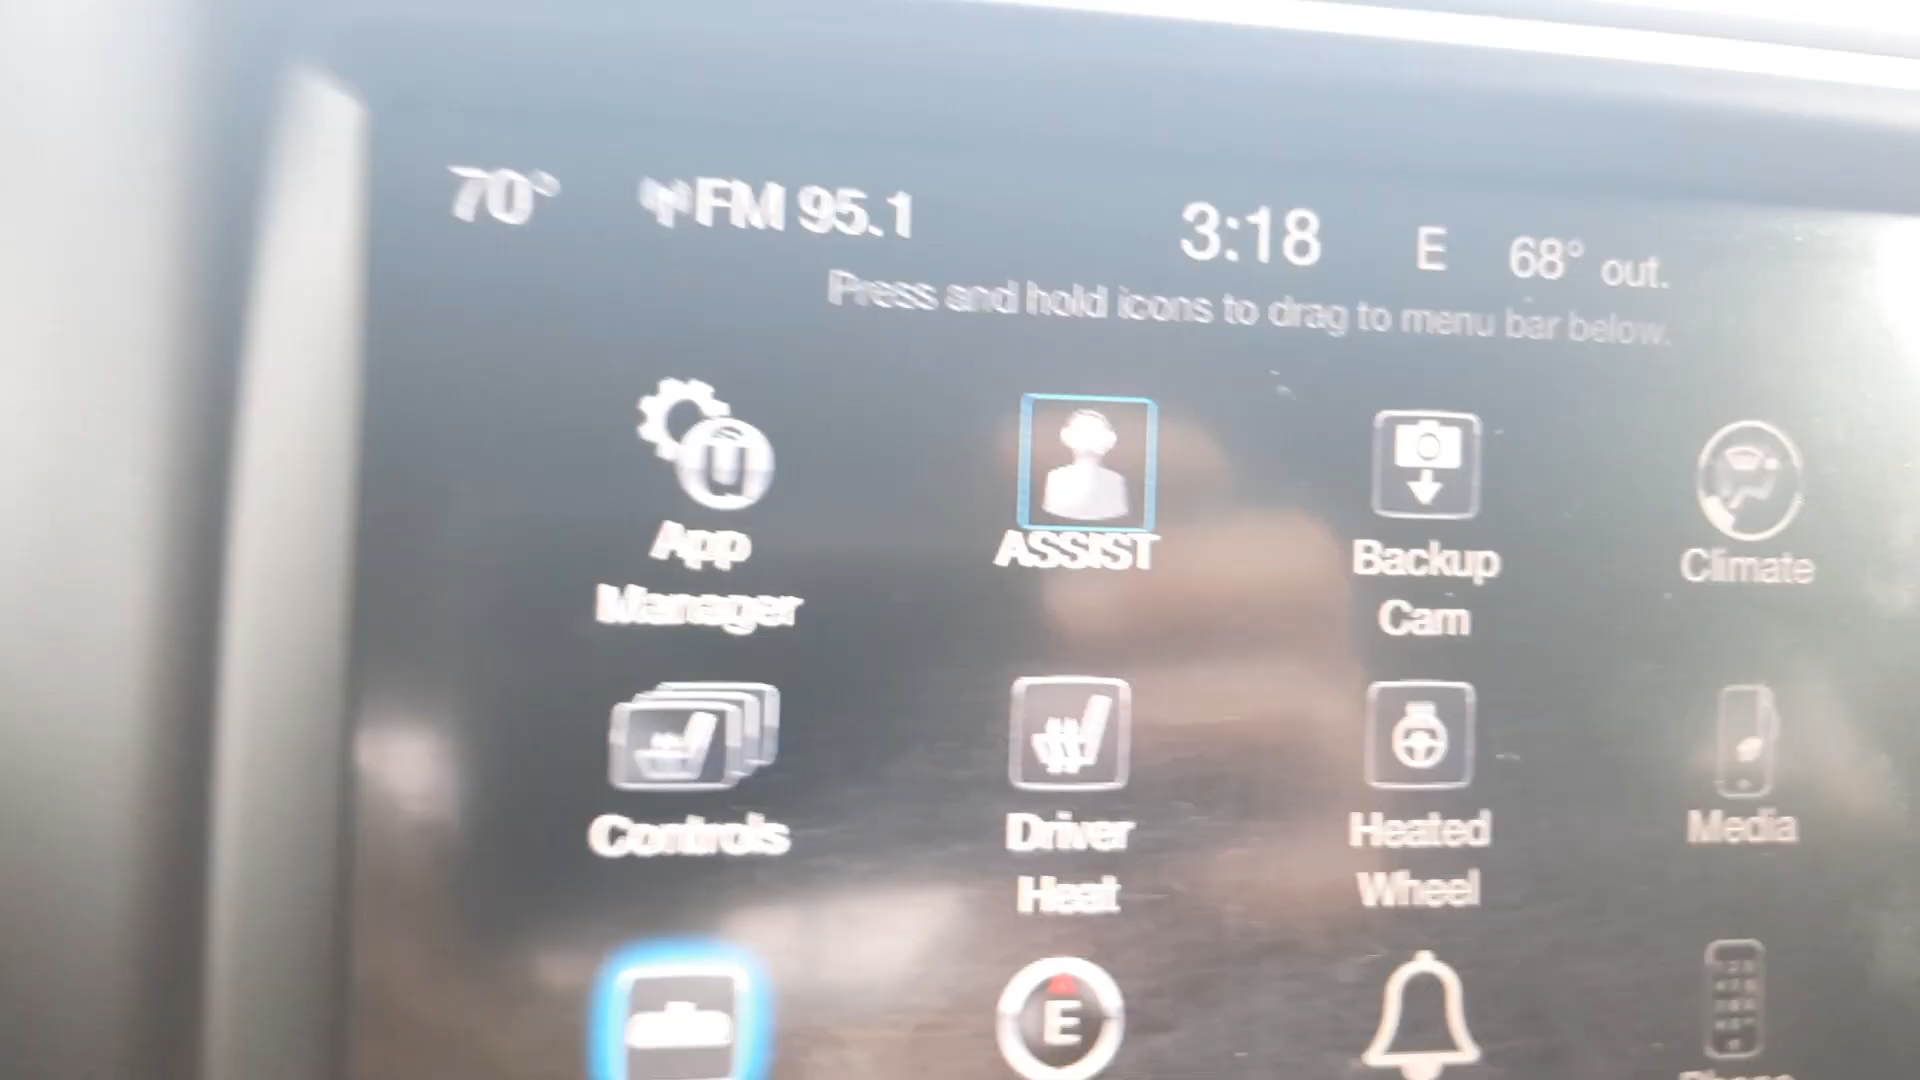 70° FM 95.1 3:18 E 68° out.
Press and hold icons to drag to menu bar below.
App
Manager
ASSIST
Backup
Cam
Climate
Controls
Driver
Heat
Heated
Wheel
Media
E